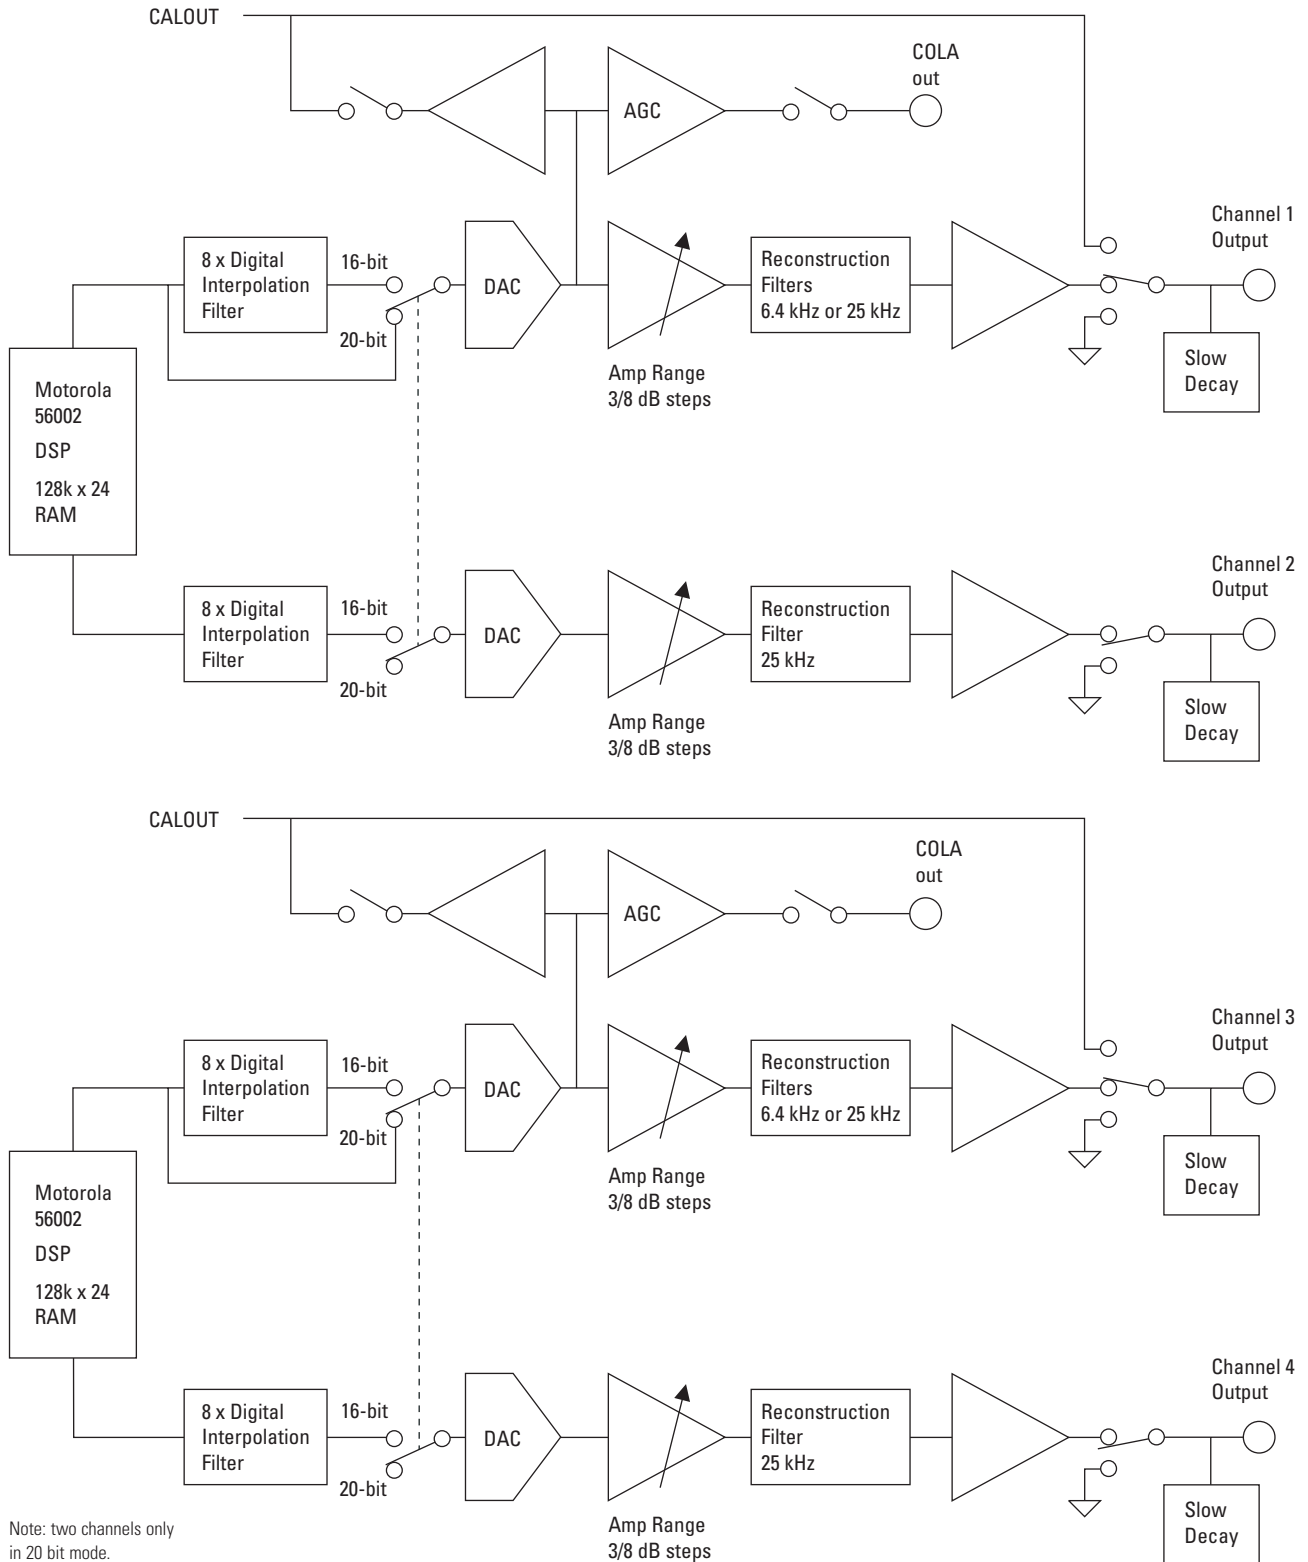 CALOUT
COLA
out
AGC
Channel 1
Output
8 x Digital
Interpolation
Filter
16-bit
20-bit
DAC
Reconstruction
Filters
6.4 kHz or 25 kHz
Amp Range
3/8 dB steps
Slow
Decay
Motorola
56002
DSP
128k x 24
RAM
Channel 2
Output
8 x Digital
Interpolation
Filter
16-bit
20-bit
DAC
Reconstruction
Filter
25 kHz
Amp Range
3/8 dB steps
Slow
Decay
CALOUT
COLA
out
AGC
Channel 3
Output
8 x Digital
Interpolation
Filter
16-bit
20-bit
DAC
Reconstruction
Filters
6.4 kHz or 25 kHz
Amp Range
3/8 dB steps
Slow
Decay
Motorola
56002
DSP
128k x 24
RAM
Channel 4
Output
8 x Digital
Interpolation
Filter
16-bit
20-bit
DAC
Reconstruction
Filter
25 kHz
Amp Range
3/8 dB steps
Slow
Decay
Note: two channels only
in 20 bit mode.